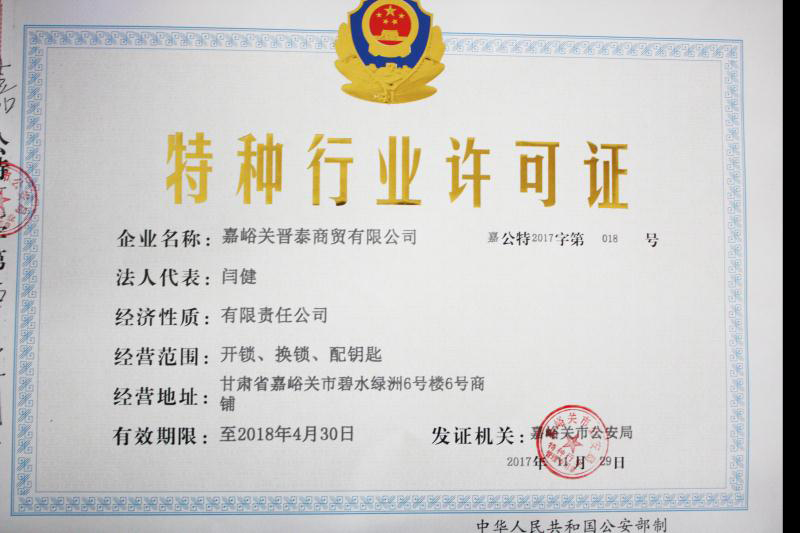 特种行业许可证
企业名称：嘉峪关晋泰商贸有限公司
嘉公特2017字第 018 号
法人代表：闫健
经济性质：有限责任公司
经营范围：开锁、换锁、配钥匙
经营地址：甘肃省嘉峪关市碧水绿洲6号楼6号商
铺
有效期限：至2018年4月30日
发证机关：嘉峪关市公安局
2017年11月29日
中华人民共和国公安部制